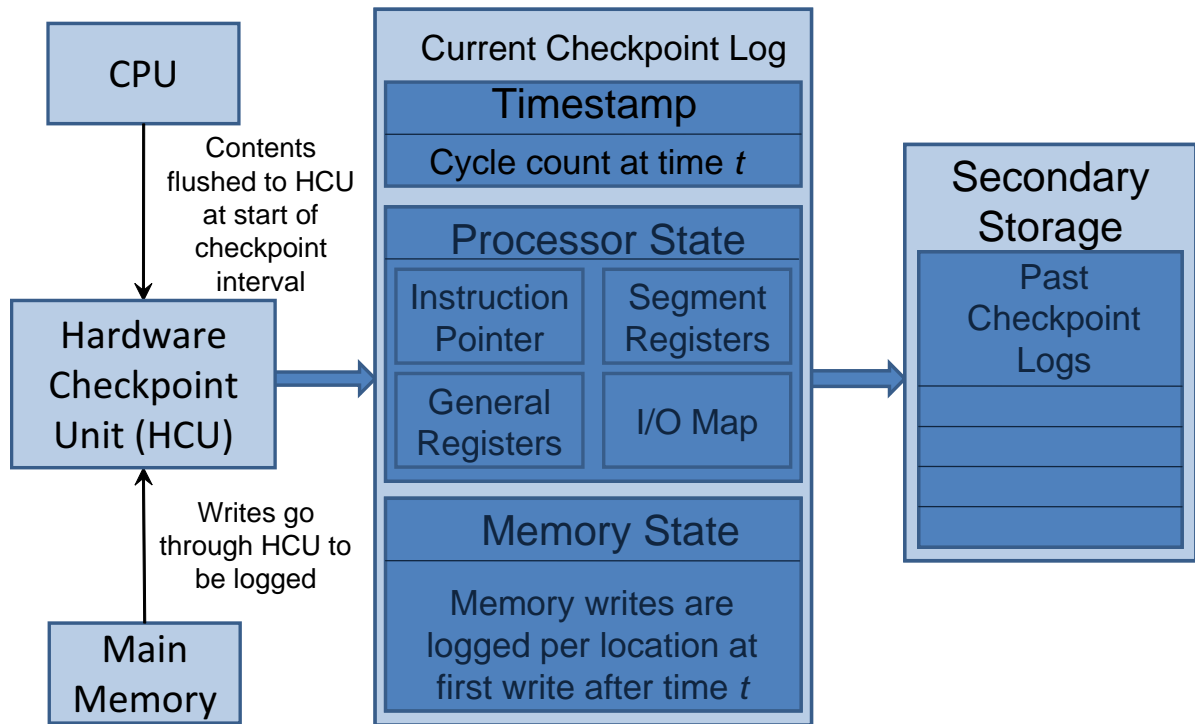 CPU
Contents
flushed to HCU
at start of
checkpoint
interval
Hardware
Checkpoint
Unit (HCU)
Writes go
through HCU to
be logged
Main
Memory
Current Checkpoint Log
Timestamp
Cycle count at time t
Processor State
Instruction
Pointer
Segment
Registers
General
Registers
I/O Map
Memory State
Memory writes are
logged per location at
first write after time t
Secondary
Storage
Past
Checkpoint
Logs